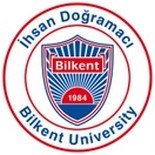 İhsan Doğramacı
Bilkent
1984
Bilkent University